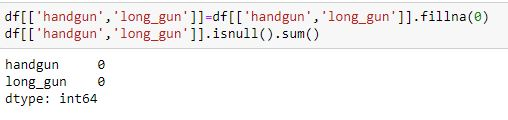 df[['handgun','long_gun']]=df[['handgun','long_gun']].fillna(0)
df[['handgun','long_gun']].isnull().sum()
handgun     0
long_gun    0
dtype: int64